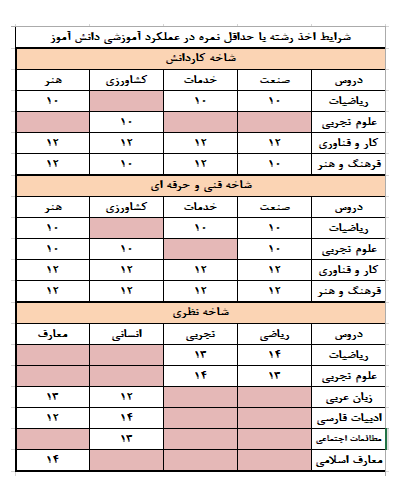 شرایط اخذ رشته یا حداقل نمره در عملکرد آموزشی دانش آموز
شاخه کاردانش
دروس صنعت خدمات کشاورزی هنر
ریاضیات ۱۰ ۱۰ ۱۰
علوم تجربی ۱۰
کار و فناوری ۱۲ ۱۲ ۱۲ ۱۲
فرهنگ و هنر ۱۰ ۱۲ ۱۰ ۱۲
شاخه فنی و حرفه ای
دروس صنعت خدمات کشاورزی هنر
ریاضیات ۱۰ ۱۰ ۱۰
علوم تجربی ۱۰ ۱۰ ۱۰
کار و فناوری ۱۲ ۱۲ ۱۲ ۱۲
فرهنگ و هنر ۱۲ ۱۲ ۱۲ ۱۲
شاخه نظری
دروس ریاضی تجربی انسانی معارف
ریاضیات ۱۴ ۱۳
علوم تجربی ۱۳ ۱۴
زبان عربی ۱۲ ۱۳
ادبیات فارسی ۱۴ ۱۲
مطالعات اجتماعی ۱۳
معارف اسلامی ۱۴